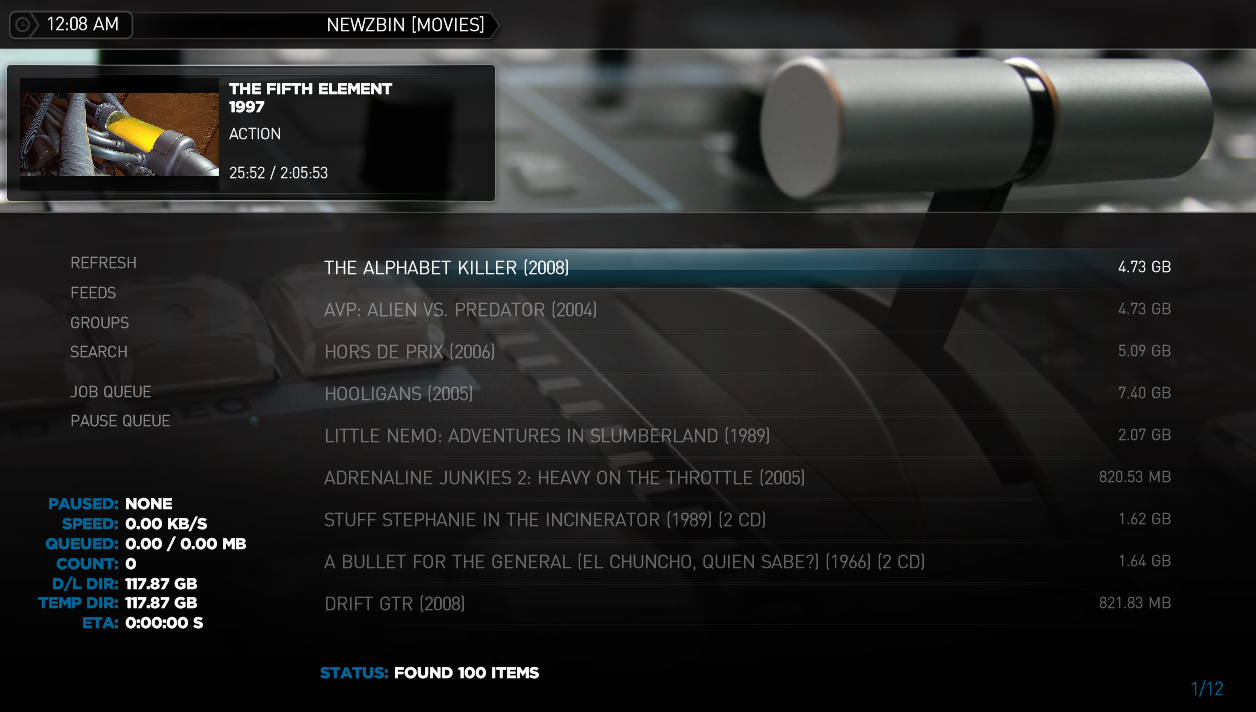 12:08 AM
NEWZBIN [MOVIES]
THE FIFTH ELEMENT
1997
ACTION
25:52 / 2:05:53
REFRESH
FEEDS
GROUPS
SEARCH
JOB QUEUE
PAUSE QUEUE
THE ALPHABET KILLER (2008) 4.73 GB
AVP: ALIEN VS. PREDATOR (2004) 4.73 GB
HORS DE PRIX (2006) 5.09 GB
HOOLIGANS (2005) 7.40 GB
LITTLE NEMO: ADVENTURES IN SLUMBERLAND (1989) 2.07 GB
ADRENALINE JUNKIES 2: HEAVY ON THE THROTTLE (2005) 820.53 MB
STUFF STEPHANIE IN THE INCINERATOR (1989) (2 CD) 1.62 GB
A BULLET FOR THE GENERAL (EL CHUNCHO, QUIEN SABE?) (1966) (2 CD) 1.64 GB
DRIFT GTR (2008) 821.83 MB
PAUSED: NONE
SPEED: 0.00 KB/S
QUEUED: 0.00 / 0.00 MB
COUNT: 0
D/L DIR: 117.87 GB
TEMP DIR: 117.87 GB
ETA: 0:00:00 S
STATUS: FOUND 100 ITEMS
1/12